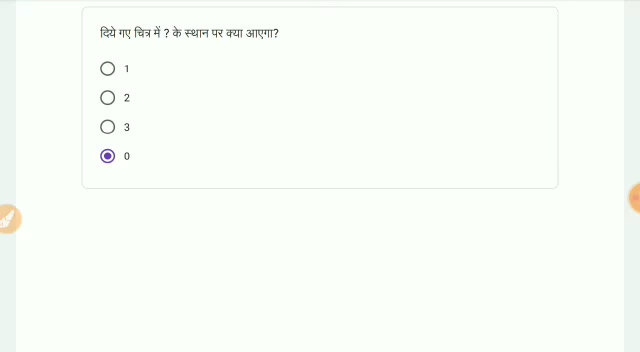 दिये गए चित्र में ? के स्थान पर क्या आएगा?
1
2
3
0